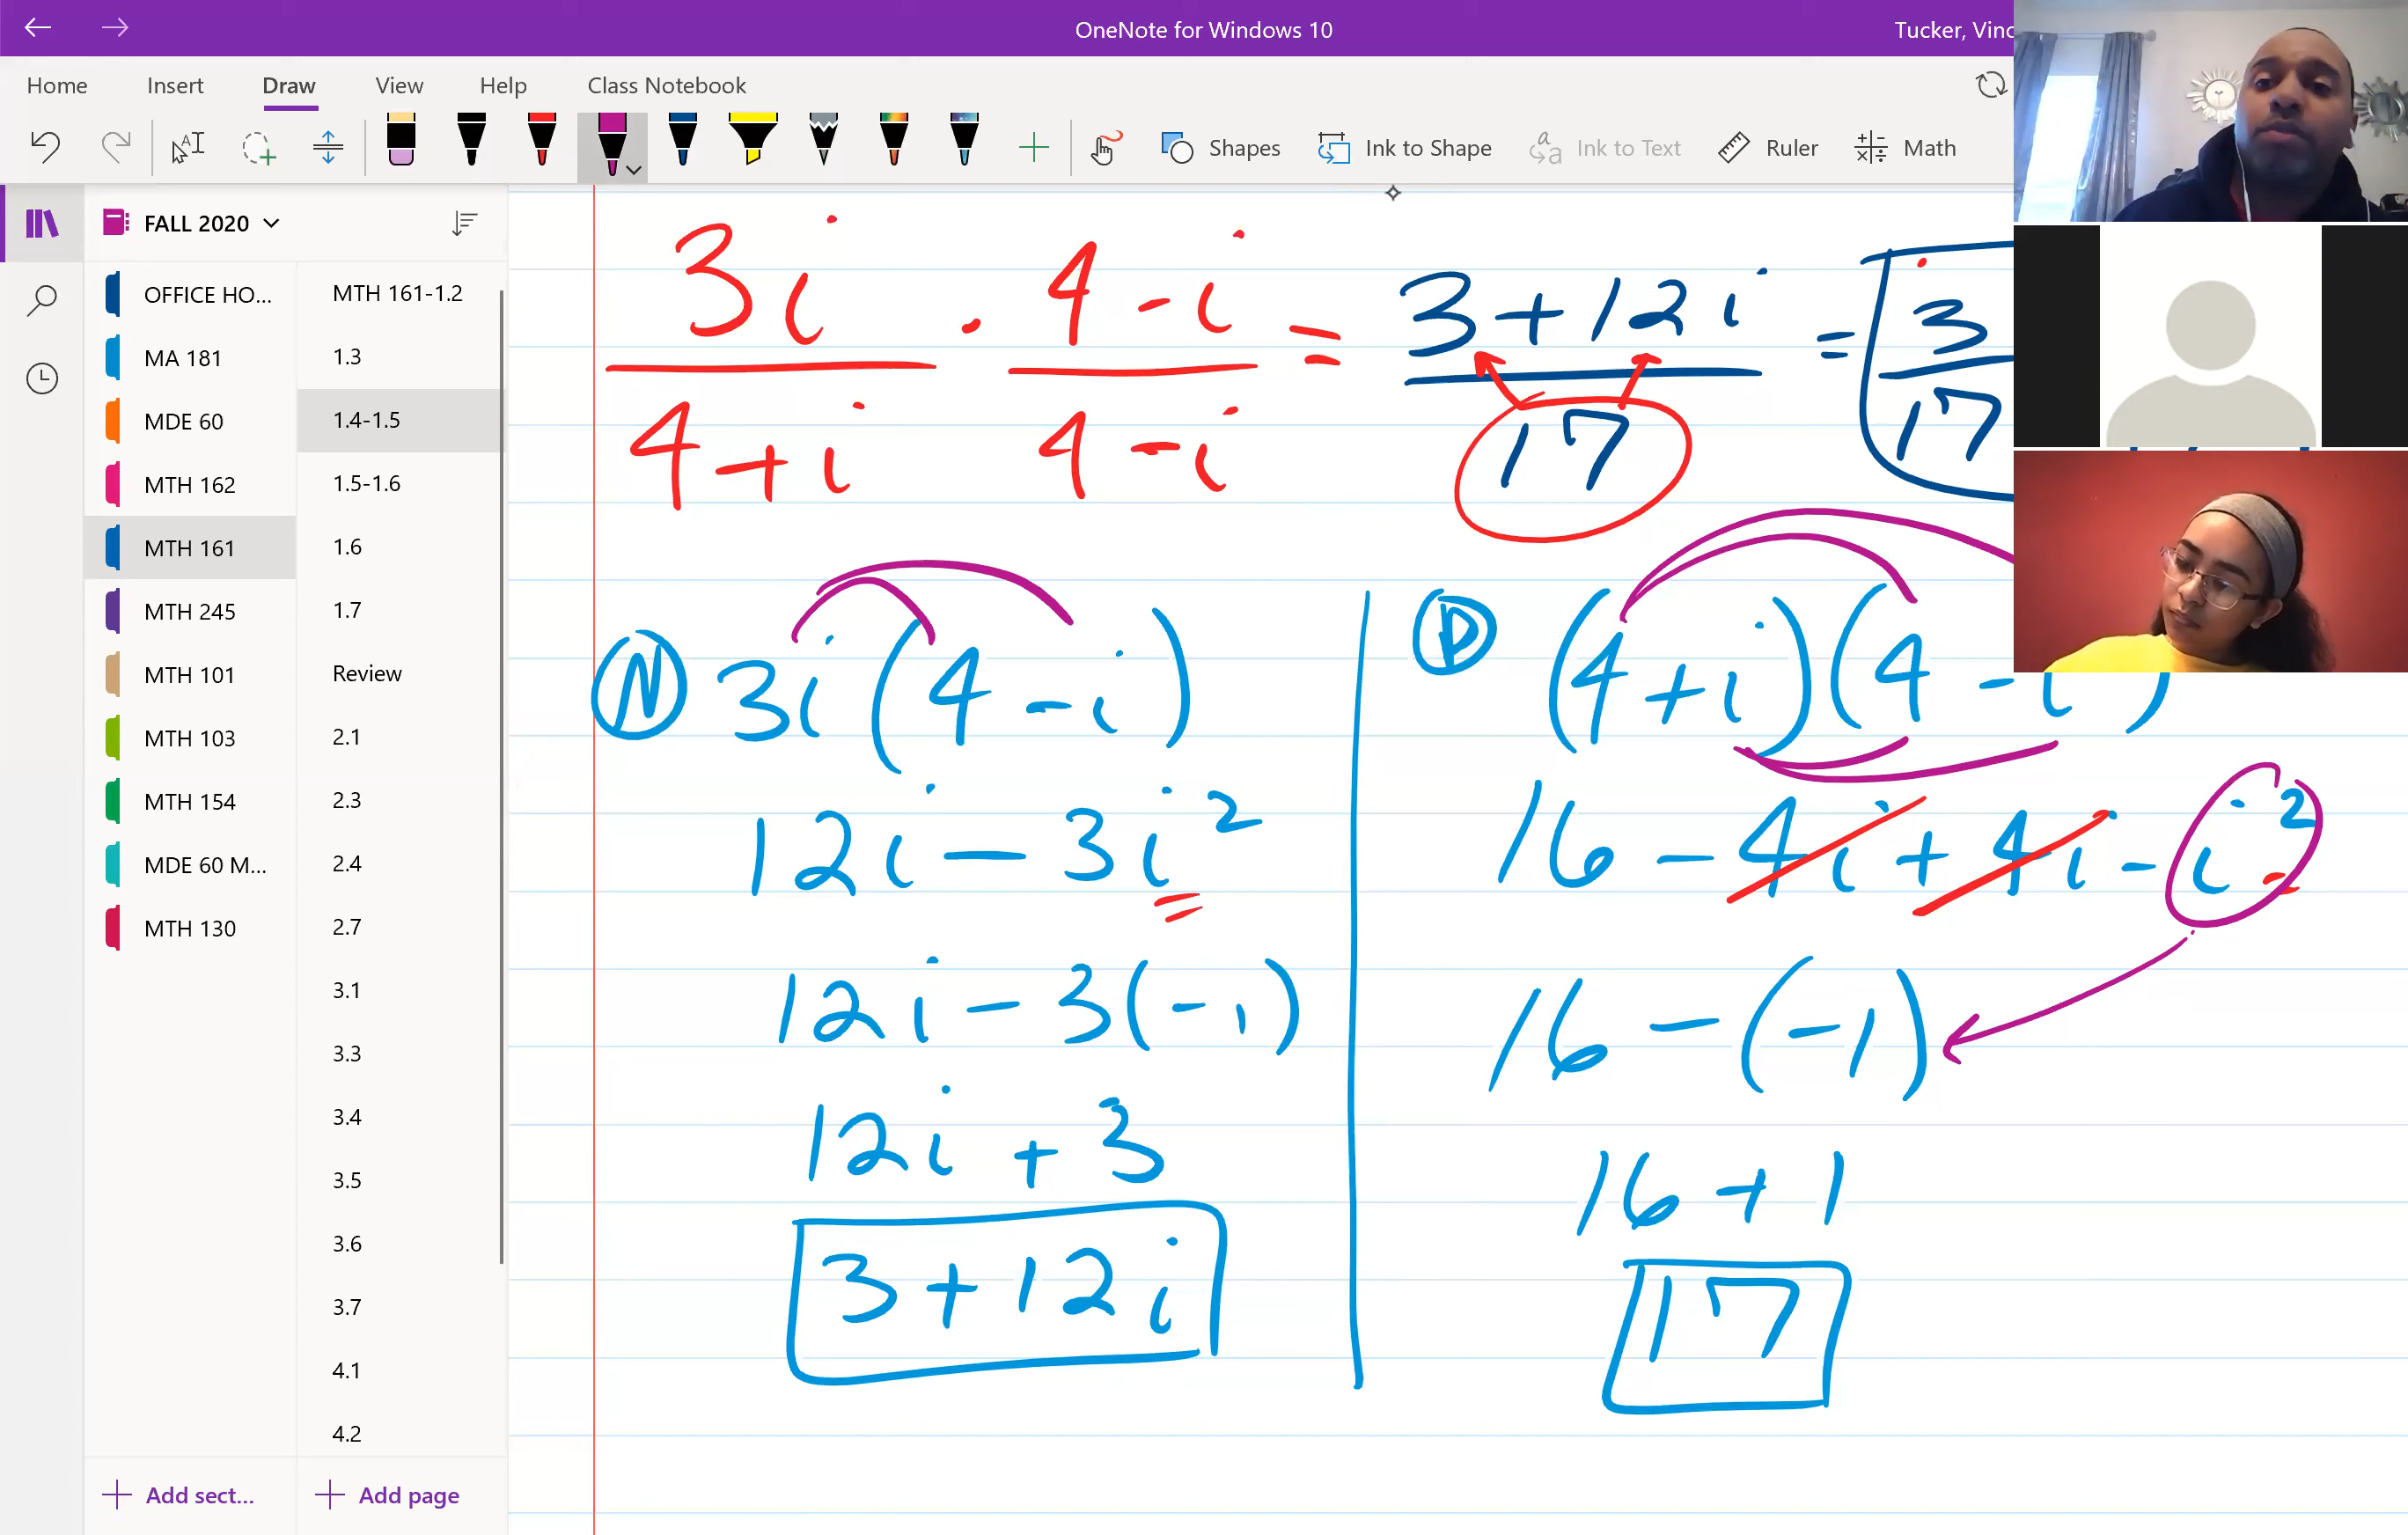 OneNote for Windows 10
Tucker, Vinc
Home Insert Draw View Help Class Notebook
Shapes Ink to Shape Ink to Text Ruler Math
FALL 2020
OFFICE HO...
MA 181
MDE 60
MTH 162
MTH 161
MTH 245
MTH 101
MTH 103
MTH 154
MDE 60 M...
MTH 130
Add sect...
MTH 161-1.2
1.3
1.4-1.5
1.5-1.6
1.6
1.7
Review
2.1
2.3
2.4
2.7
3.1
3.3
3.4
3.5
3.6
3.7
4.1
4.2
Add page
3i · 4 - i = 3 + 12i = 3
4 + i 4 - i 17 17
N 3i(4 - i)
12i - 3i²
12i - 3(-1)
12i + 3
3 + 12i
D (4 + i)(4 - i)
16 - 4i + 4i - i²
16 - (-1)
16 + 1
17